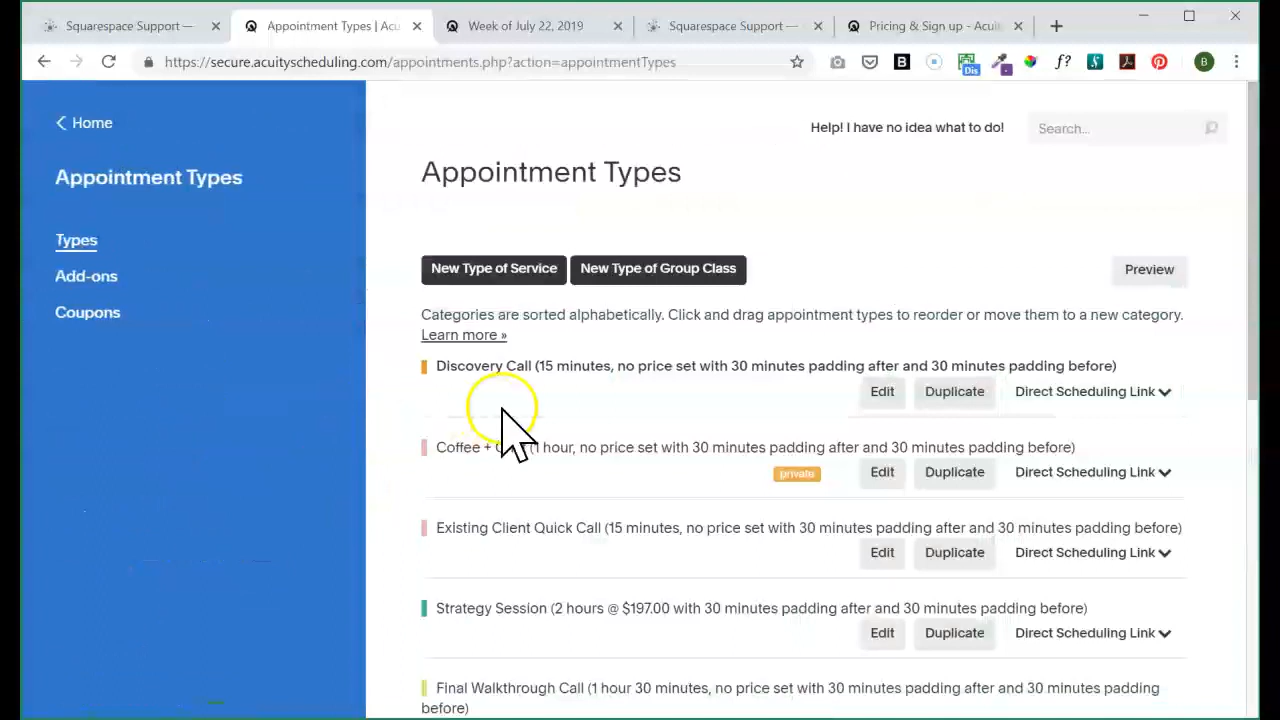 Squarespace Support —
Appointment Types | Acu
Week of July 22, 2019
Squarespace Support —
Pricing & Sign up - Acuit
https://secure.acuityscheduling.com/appointments.php?action=appointmentTypes
B
Dis
f?
B
Home
Help! I have no idea what to do!
Search...
Appointment Types
Appointment Types
Types
Add-ons
Coupons
New Type of Service
New Type of Group Class
Preview
Categories are sorted alphabetically. Click and drag appointment types to reorder or move them to a new category.
Learn more »
Discovery Call (15 minutes, no price set with 30 minutes padding after and 30 minutes padding before)
Edit
Duplicate
Direct Scheduling Link
Coffee + (1 hour, no price set with 30 minutes padding after and 30 minutes padding before)
private
Edit
Duplicate
Direct Scheduling Link
Existing Client Quick Call (15 minutes, no price set with 30 minutes padding after and 30 minutes padding before)
Edit
Duplicate
Direct Scheduling Link
Strategy Session (2 hours @ $197.00 with 30 minutes padding after and 30 minutes padding before)
Edit
Duplicate
Direct Scheduling Link
Final Walkthrough Call (1 hour 30 minutes, no price set with 30 minutes padding after and 30 minutes padding
before)